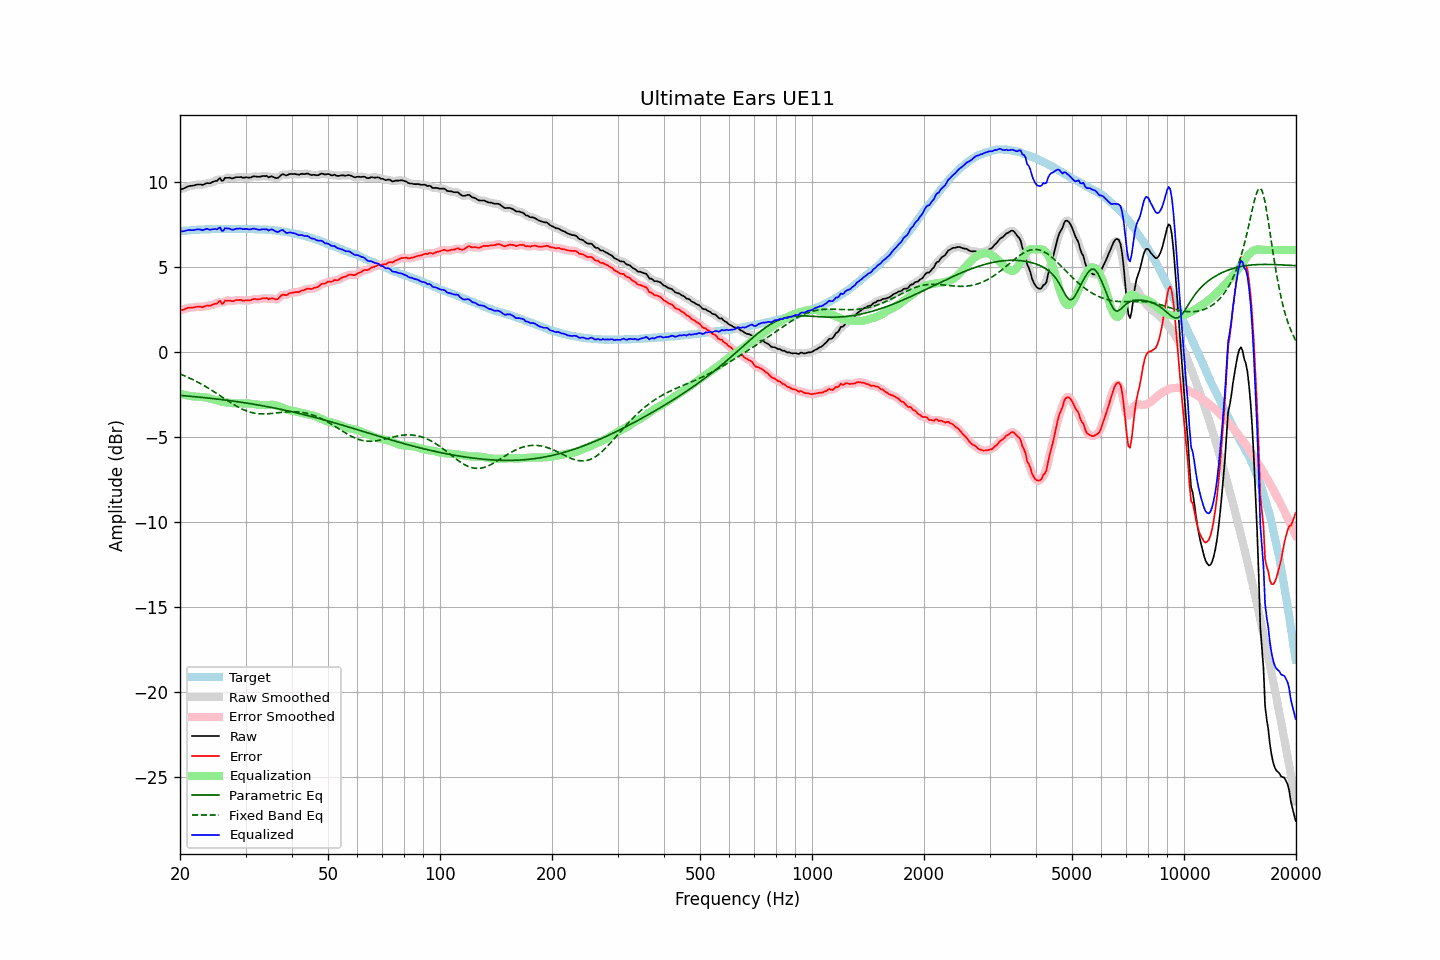 Ultimate Ears UE11
Amplitude (dBr)
10
5
0
−5
−10
−15
−20
−25
Target
Raw Smoothed
Error Smoothed
Raw
Error
Equalization
Parametric Eq
Fixed Band Eq
Equalized
20 50 100 200 500 1000 2000 5000 10000 20000
Frequency (Hz)